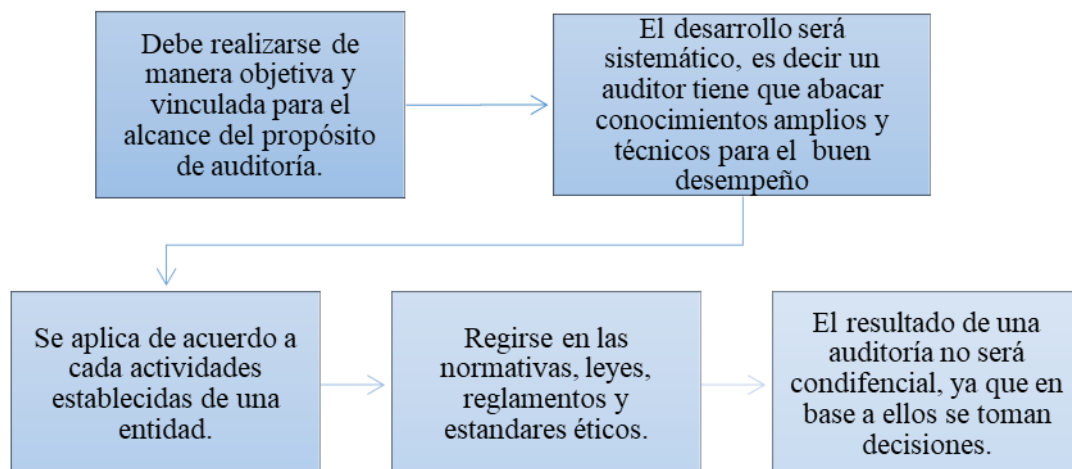 Debe realizarse de
manera objetiva y
vinculada para el
alcance del propósito
de auditoría.
El desarrollo será
sistemático, es decir un
auditor tiene que abacar
conocimientos amplios y
técnicos para el buen
desempeño
Se aplica de acuerdo a
cada actividades
establecidas de una
entidad.
Regirse en las
normativas, leyes,
reglamentos y
estandares éticos.
El resultado de una
auditoría no será
condifencial, ya que en
base a ellos se toman
decisiones.